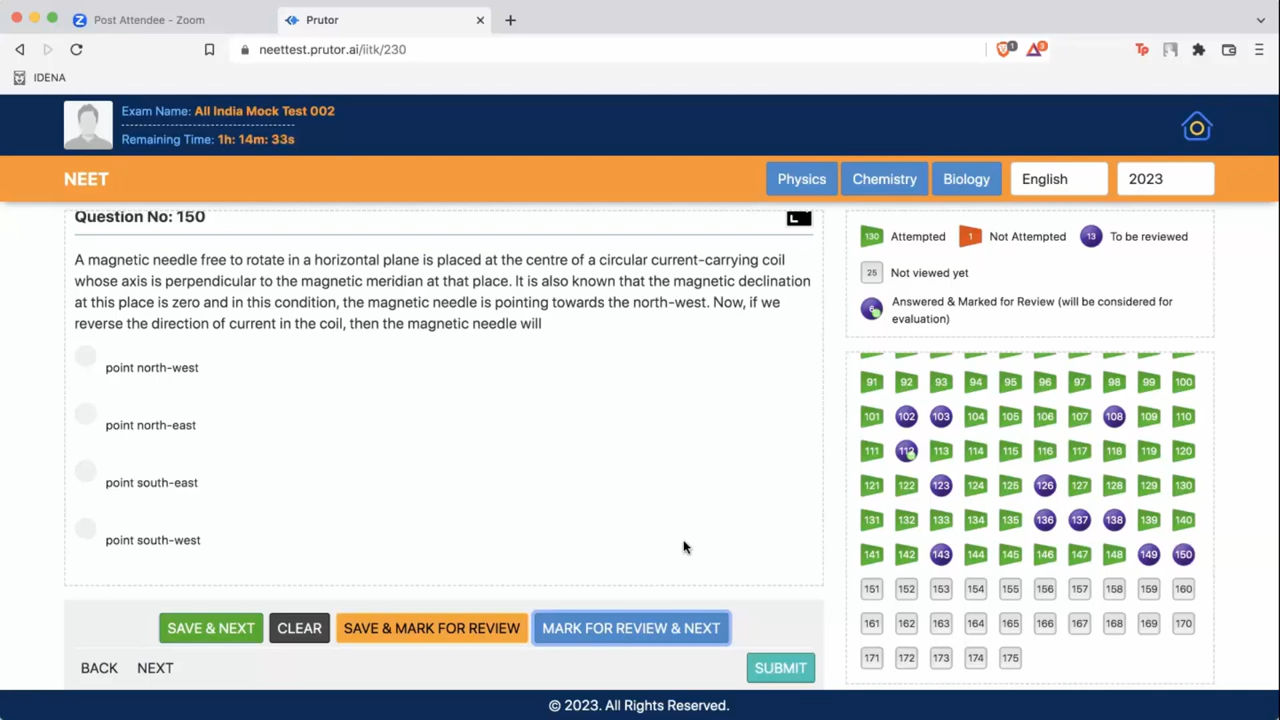 Post Attendee - Zoom
Prutor
neettest.prutor.ai/iitk/230
1
3
Tp
IDENA
Exam Name: All India Mock Test 002
Remaining Time: 1h: 14m: 33s
NEET
Physics
Chemistry
Biology
English
2023
Question No: 150
A magnetic needle free to rotate in a horizontal plane is placed at the centre of a circular current-carrying coil
whose axis is perpendicular to the magnetic meridian at that place. It is also known that the magnetic declination
at this place is zero and in this condition, the magnetic needle is pointing towards the north-west. Now, if we
reverse the direction of current in the coil, then the magnetic needle will
point north-west
point north-east
point south-east
point south-west
SAVE & NEXT
CLEAR
SAVE & MARK FOR REVIEW
MARK FOR REVIEW & NEXT
BACK
NEXT
SUBMIT
130 Attempted
1 Not Attempted
13 To be reviewed
25 Not viewed yet
Answered & Marked for Review (will be considered for
evaluation)
91 92 93 94 95 96 97 98 99 100
101 102 103 104 105 106 107 108 109 110
111 112 113 114 115 116 117 118 119 120
121 122 123 124 125 126 127 128 129 130
131 132 133 134 135 136 137 138 139 140
141 142 143 144 145 146 147 148 149 150
151 152 153 154 155 156 157 158 159 160
161 162 163 164 165 166 167 168 169 170
171 172 173 174 175
© 2023. All Rights Reserved.